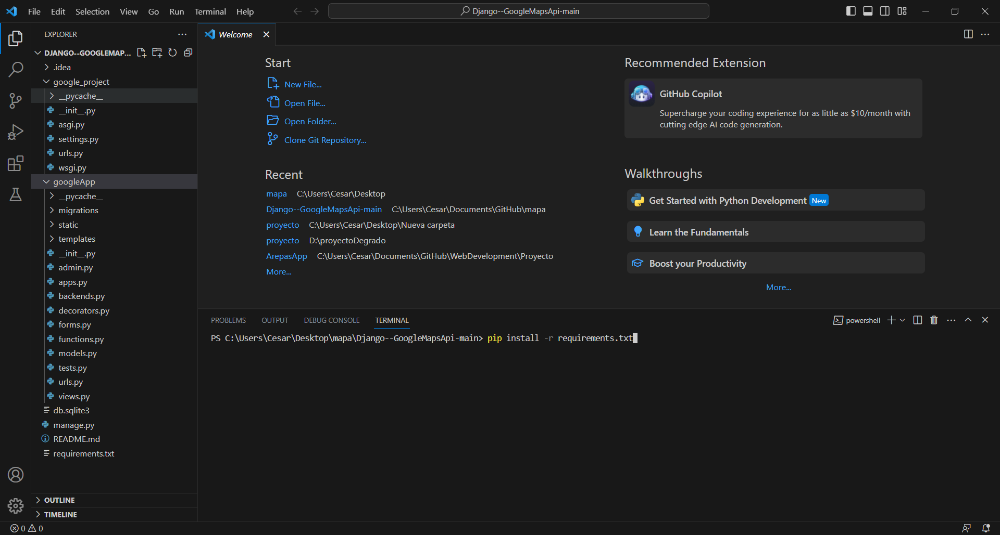 File Edit Selection View Go Run Terminal Help
Django--GoogleMapsApi-main
EXPLORER
DJANGO--GOOGLEMAP...
.idea
google_project
__pycache__
__init__.py
asgi.py
settings.py
urls.py
wsgi.py
googleApp
__pycache__
migrations
static
templates
__init__.py
admin.py
apps.py
backends.py
decorators.py
forms.py
functions.py
models.py
tests.py
urls.py
views.py
db.sqlite3
manage.py
README.md
requirements.txt
OUTLINE
TIMELINE
Welcome
Start
New File...
Open File...
Open Folder...
Clone Git Repository...
Recent
mapa C:\Users\Cesar\Desktop
Django--GoogleMapsApi-main C:\Users\Cesar\Documents\GitHub\mapa
proyecto C:\Users\Cesar\Desktop\Nueva carpeta
proyecto D:\proyectoDegrado
ArepasApp C:\Users\Cesar\Documents\GitHub\WebDevelopment\Proyecto
More...
Recommended Extension
GitHub Copilot
Supercharge your coding experience for as little as $10/month with
cutting edge AI code generation.
Walkthroughs
Get Started with Python Development New
Learn the Fundamentals
Boost your Productivity
More...
PROBLEMS OUTPUT DEBUG CONSOLE TERMINAL
powershell
PS C:\Users\Cesar\Desktop\mapa\Django--GoogleMapsApi-main> pip install -r requirements.txt
0 0